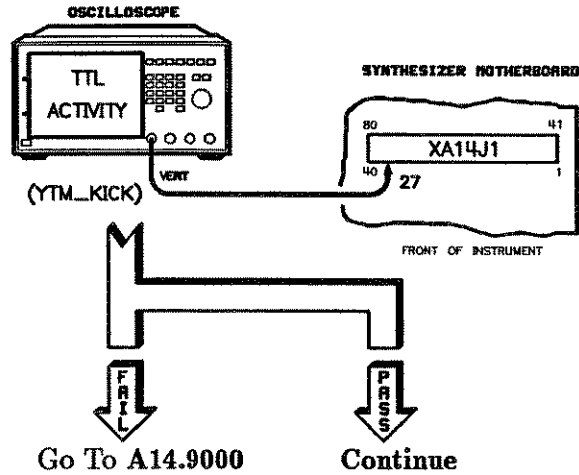 OSCILLOSCOPE
TTL
ACTIVITY
VERT
(YTM_KICK)
SYNTHESIZER MOTHERBOARD
80
41
XA14J1
40
1
27
FRONT OF INSTRUMENT
FAIL
PASS
Go To A14.9000
Continue